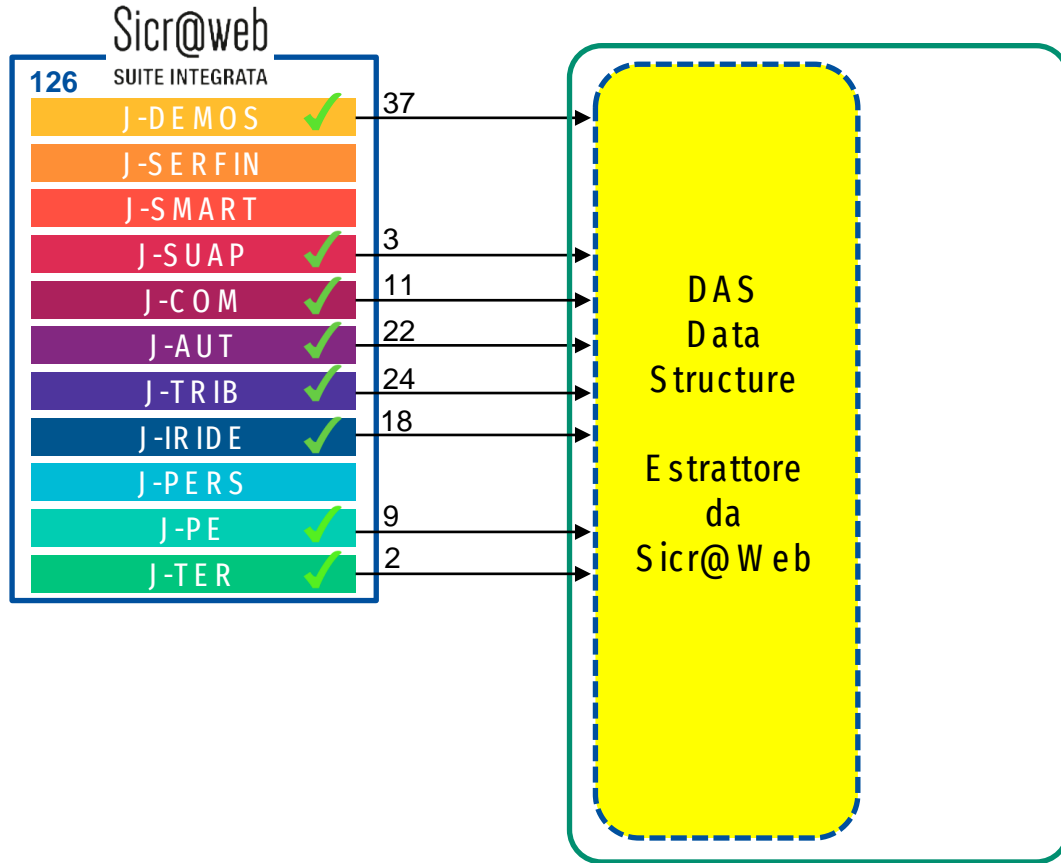 Sicr@web
SUITE INTEGRATA
126
J-DEMOS
37
J-SERFIN
J-SMART
J-SUAP
3
J-COM
11
J-AUT
22
J-TRIB
24
J-IRIDE
18
J-PERS
J-PE
9
J-TER
2
DAS
Data
Structure
Estrattore
da
Sicr@Web